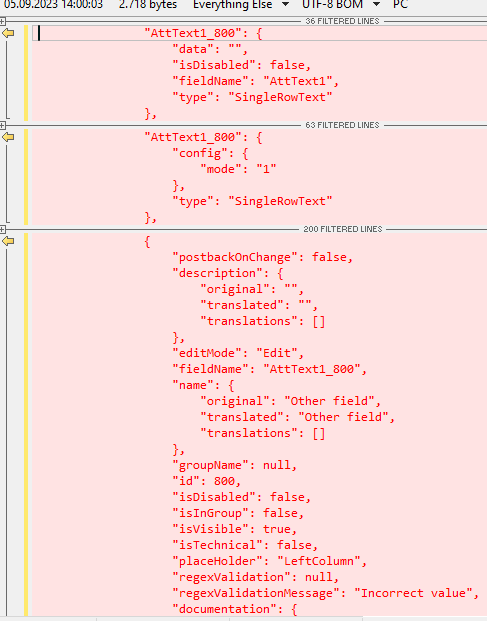 05.09.2023 14:00:03 2.718 bytes Everything Else UTF-8 BOM PC
36 FILTERED LINES
"AttText1_800": {
"data": "",
"isDisabled": false,
"fieldName": "AttText1",
"type": "SingleRowText"
},
63 FILTERED LINES
"AttText1_800": {
"config": {
"mode": "1"
},
"type": "SingleRowText"
},
200 FILTERED LINES
{
"postbackOnChange": false,
"description": {
"original": "",
"translated": "",
"translations": []
},
"editMode": "Edit",
"fieldName": "AttText1_800",
"name": {
"original": "Other field",
"translated": "Other field",
"translations": []
},
"groupName": null,
"id": 800,
"isDisabled": false,
"isInGroup": false,
"isVisible": true,
"isTechnical": false,
"placeHolder": "LeftColumn",
"regexValidation": null,
"regexValidationMessage": "Incorrect value",
"documentation": {